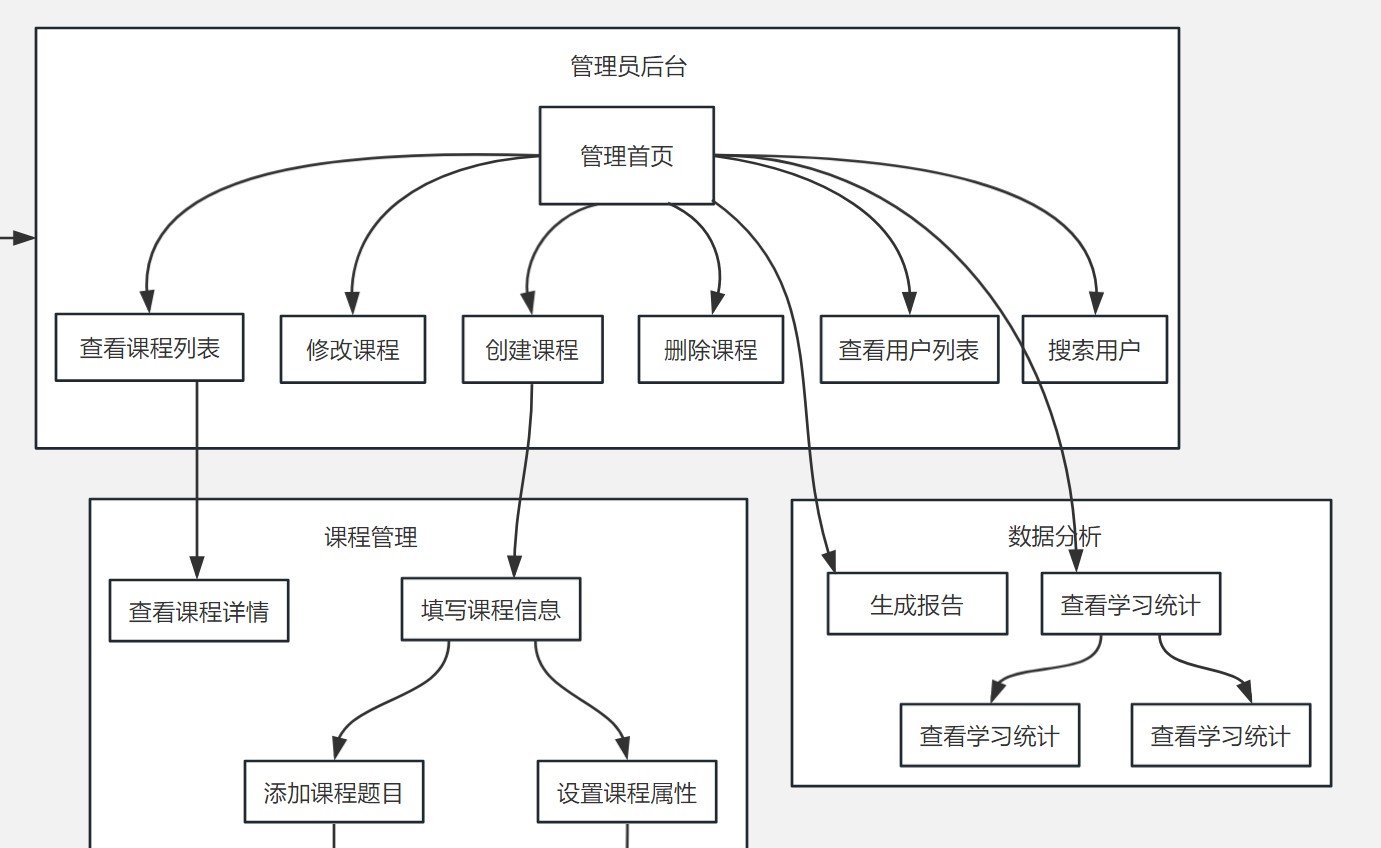 管理员后台
管理首页
查看课程列表
修改课程
创建课程
删除课程
查看用户列表
搜索用户
课程管理
数据分析
查看课程详情
填写课程信息
生成报告
查看学习统计
查看学习统计
查看学习统计
添加课程题目
设置课程属性